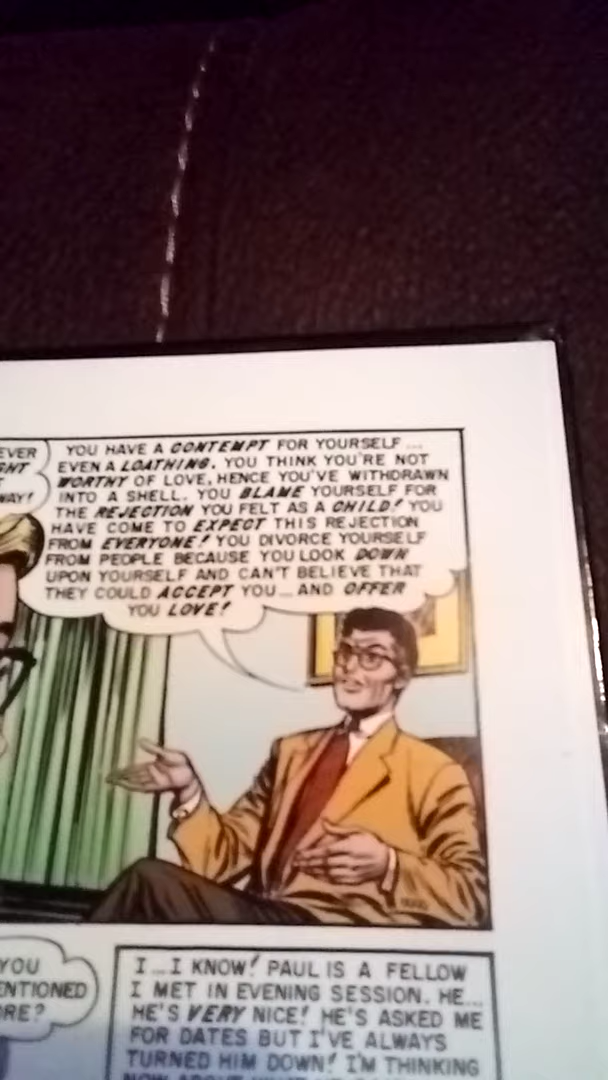 EVER
GHT
WAY!
YOU HAVE A CONTEMPT FOR YOURSELF...
EVEN A LOATHING. YOU THINK YOU'RE NOT
WORTHY OF LOVE, HENCE YOU'VE WITHDRAWN
INTO A SHELL. YOU BLAME YOURSELF FOR
THE REJECTION YOU FELT AS A CHILD! YOU
HAVE COME TO EXPECT THIS REJECTION
FROM EVERYONE! YOU DIVORCE YOURSELF
FROM PEOPLE BECAUSE YOU LOOK DOWN
UPON YOURSELF AND CAN'T BELIEVE THAT
THEY COULD ACCEPT YOU... AND OFFER
YOU LOVE!
YOU
ENTIONED
RE?
I...I KNOW! PAUL IS A FELLOW
I MET IN EVENING SESSION. HE...
HE'S VERY NICE! HE'S ASKED ME
FOR DATES BUT I'VE ALWAYS
TURNED HIM DOWN! I'M THINKING
NOW ABOUT WHAT